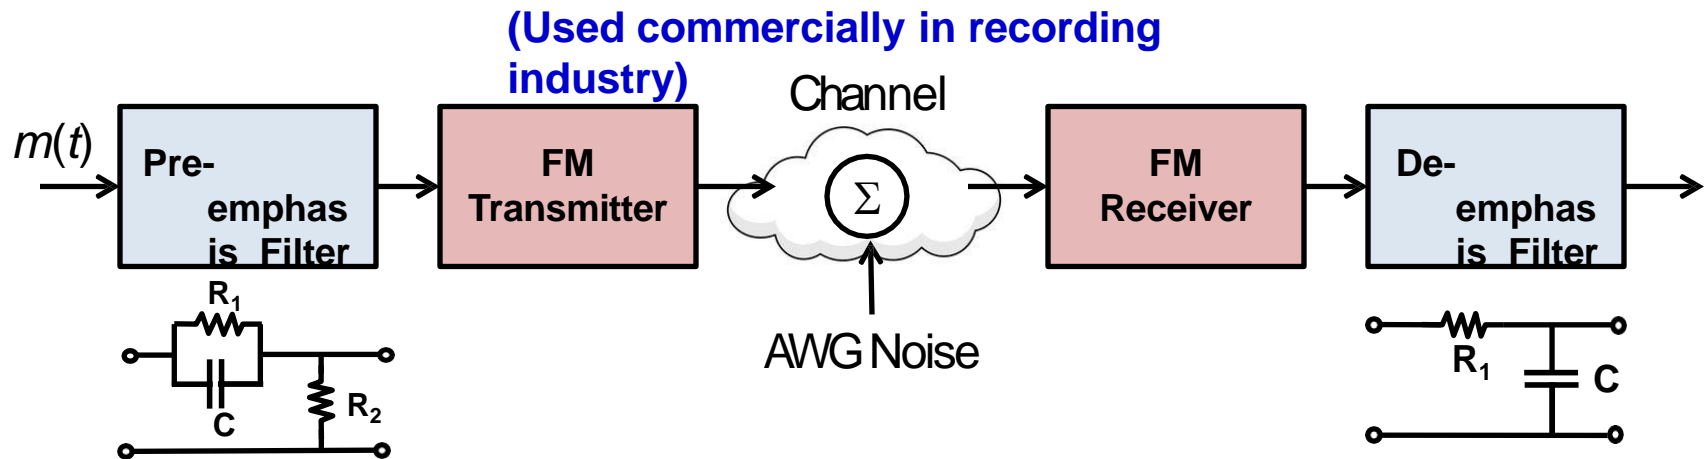 (Used commercially in recording
industry)
Channel
m(t)
Pre-
emphas
is Filter
FM
Transmitter
Σ
FM
Receiver
De-
emphas
is Filter
R1
C
R2
AWG Noise
R1
C